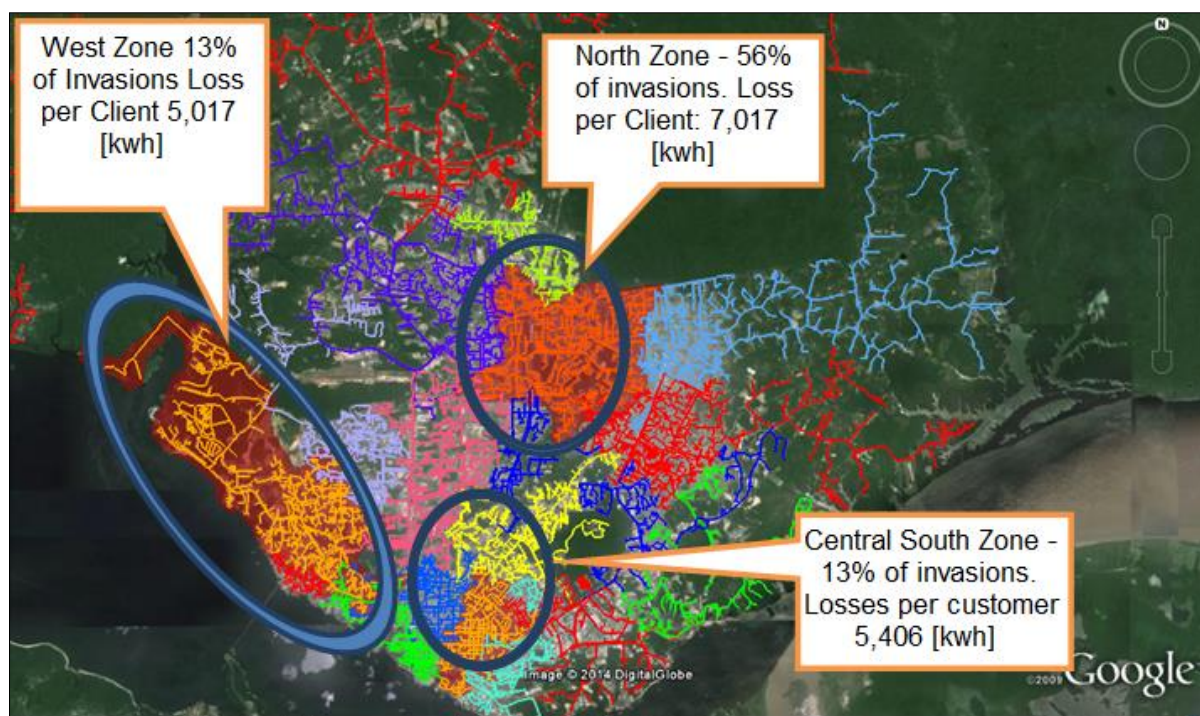 West Zone 13%
of Invasions Loss
per Client 5,017
[kwh]
North Zone - 56%
of invasions. Loss
per Client: 7,017
[kwh]
N
Central South Zone -
13% of invasions.
Losses per customer
5,406 [kwh]
Image © 2014 DigitalGlobe
©2009 Google